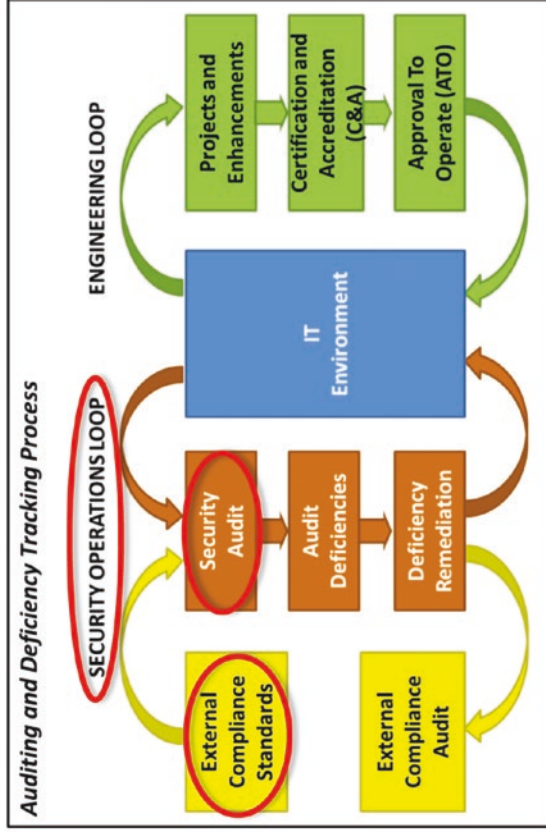 Auditing and Deficiency Tracking Process
SECURITY OPERATIONS LOOP
ENGINEERING LOOP
External
Compliance
Standards
External
Compliance
Audit
Security
Audit
Audit
Deficiencies
Deficiency
Remediation
IT
Environment
Projects and
Enhancements
Certification and
Accreditation
(C&A)
Approval To
Operate (ATO)